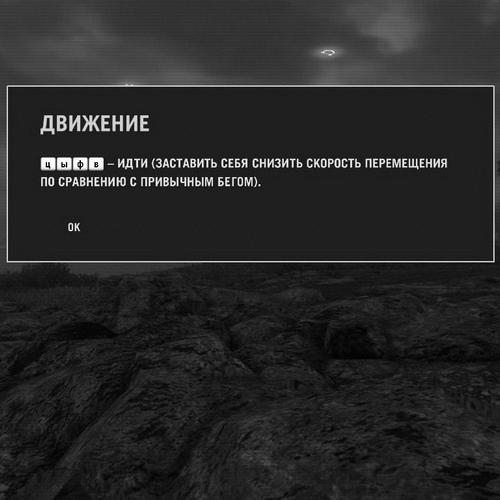 ДВИЖЕНИЕ
ц ы ф в – ИДТИ (ЗАСТАВИТЬ СЕБЯ СНИЗИТЬ СКОРОСТЬ ПЕРЕМЕЩЕНИЯ
ПО СРАВНЕНИЮ С ПРИВЫЧНЫМ БЕГОМ).
OK